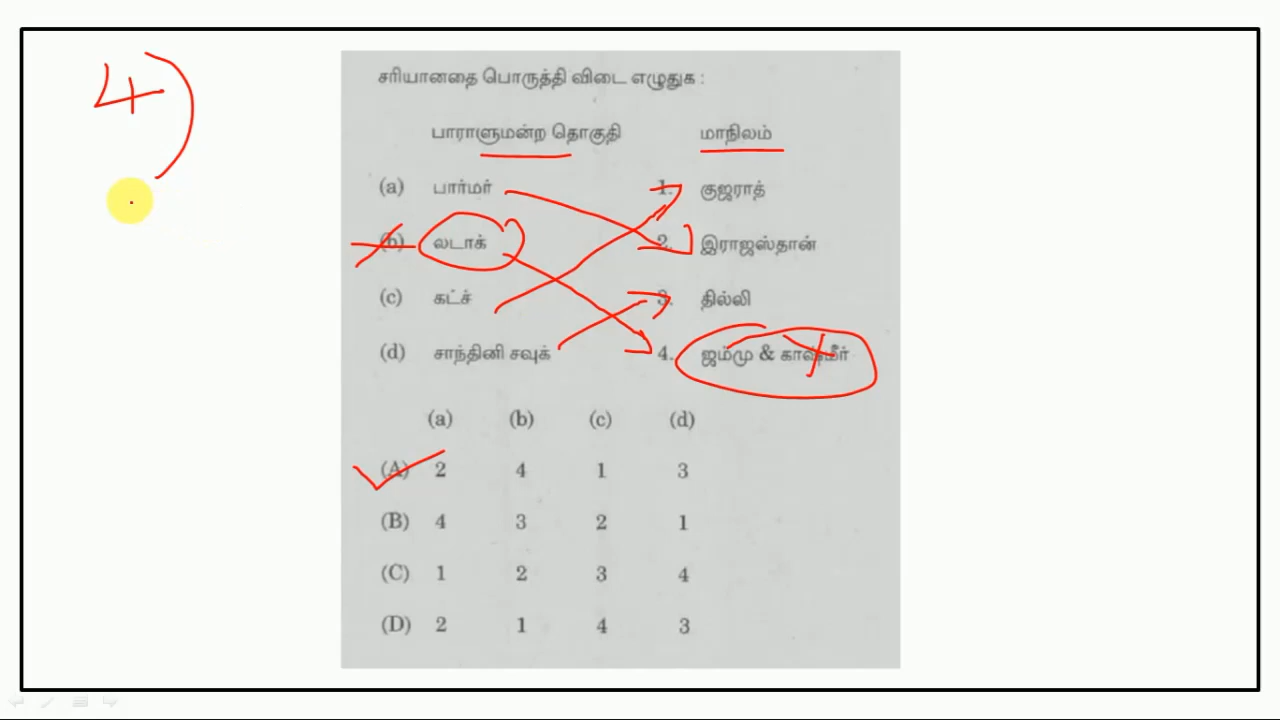 4)
சரியானதை பொருத்தி விடை எழுதுக :
பாராளுமன்ற தொகுதி மாநிலம்
(a) பார்மர் 1. குஜராத்
(b) லடாக் 2. இராஜஸ்தான்
(c) கட்ச் 3. தில்லி
(d) சாந்தினி சவுக் 4. ஜம்மு & காஷ்மீர்
(a) (b) (c) (d)
(A) 2 4 1 3
(B) 4 3 2 1
(C) 1 2 3 4
(D) 2 1 4 3